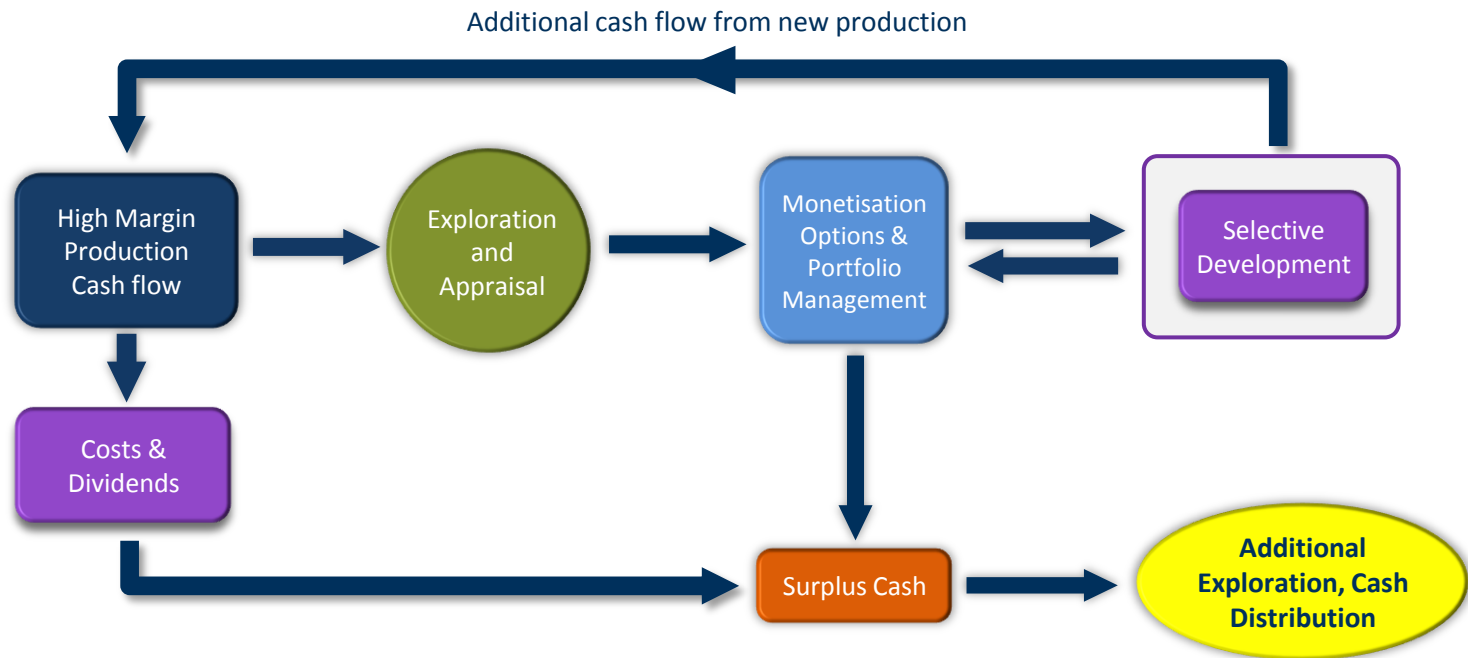 Additional cash flow from new production
High Margin
Production
Cash flow
Exploration
and
Appraisal
Monetisation
Options &
Portfolio
Management
Selective
Development
Costs &
Dividends
Surplus Cash
Additional
Exploration, Cash
Distribution